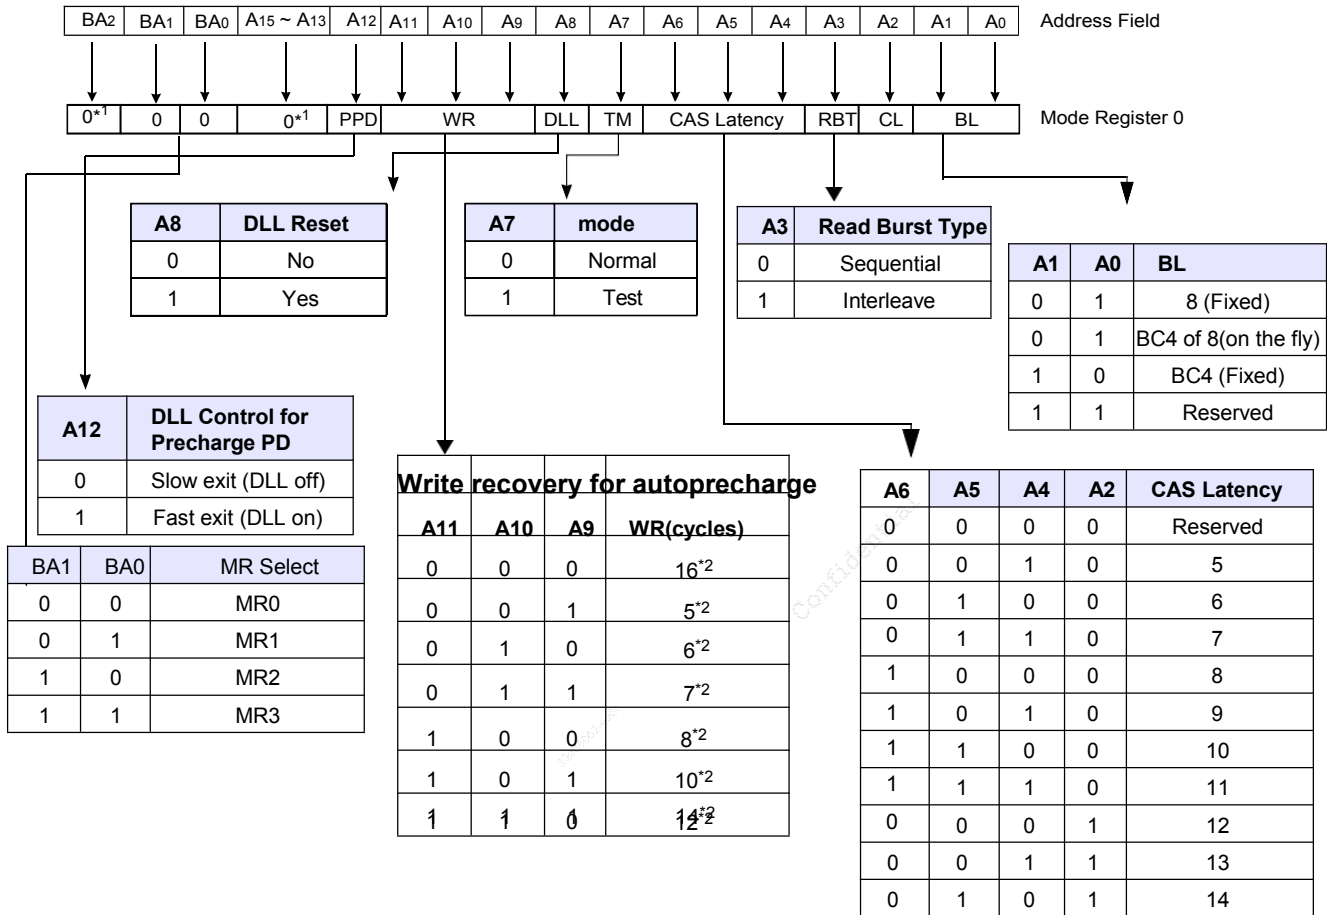 BA2 BA1 BA0 A15 ~ A13 A12 A11 A10 A9 A8 A7 A6 A5 A4 A3 A2 A1 A0 Address Field
0*1 0 0 0*1 PPD WR DLL TM CAS Latency RBT CL BL Mode Register 0
A8 DLL Reset
0 No
1 Yes
A7 mode
0 Normal
1 Test
A3 Read Burst Type
0 Sequential
1 Interleave
A1 A0 BL
0 1 8 (Fixed)
0 1 BC4 of 8(on the fly)
1 0 BC4 (Fixed)
1 1 Reserved
A12 DLL Control for
Precharge PD
0 Slow exit (DLL off)
1 Fast exit (DLL on)
BA1 BA0 MR Select
0 0 MR0
0 1 MR1
1 0 MR2
1 1 MR3
Write recovery for autoprecharge
A11 A10 A9 WR(cycles)
0 0 0 16*2
0 0 1 5*2
0 1 0 6*2
0 1 1 7*2
1 0 0 8*2
1 0 1 10*2
1 1 0 12*2
1 1 1 14*2
A6 A5 A4 A2 CAS Latency
0 0 0 0 Reserved
0 0 1 0 5
0 1 0 0 6
0 1 1 0 7
1 0 0 0 8
1 0 1 0 9
1 1 0 0 10
1 1 1 0 11
0 0 0 1 12
0 0 1 1 13
0 1 0 1 14
Confidential